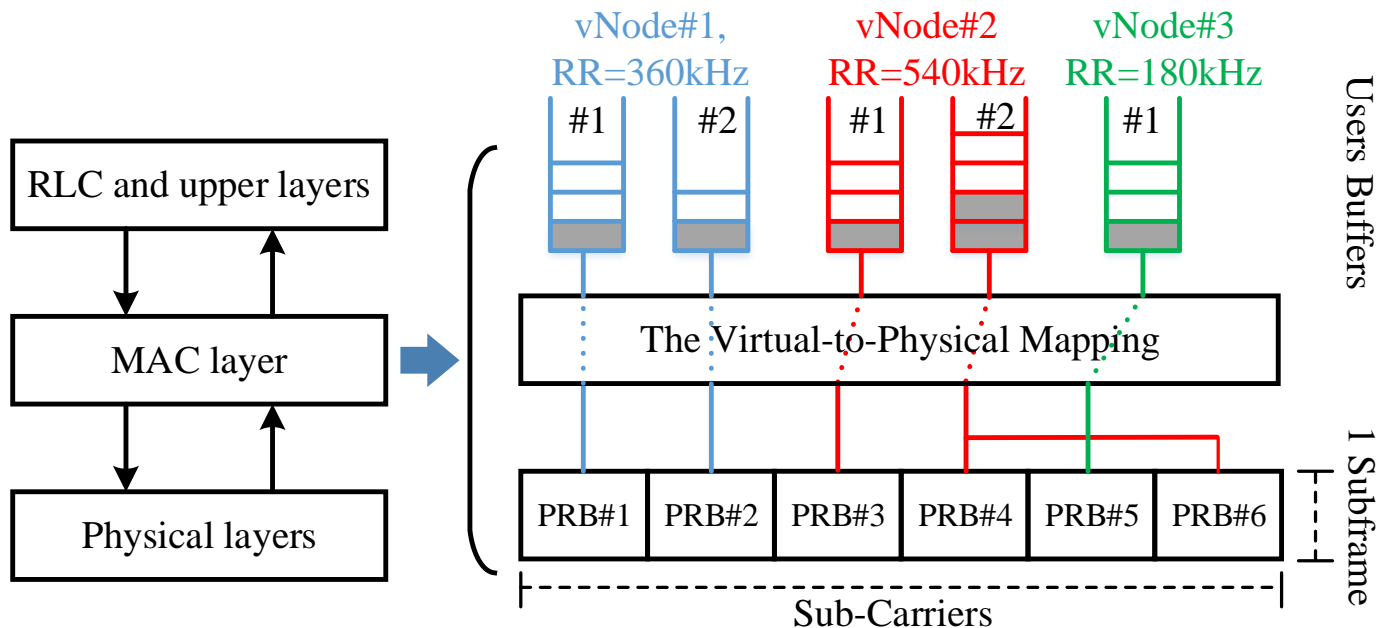 vNode#1,
RR=360kHz
vNode#2
RR=540kHz
vNode#3
RR=180kHz
#1
#2
#1
#2
#1
Users Buffers
RLC and upper layers
MAC layer
Physical layers
The Virtual-to-Physical Mapping
PRB#1
PRB#2
PRB#3
PRB#4
PRB#5
PRB#6
1 Subframe
Sub-Carriers